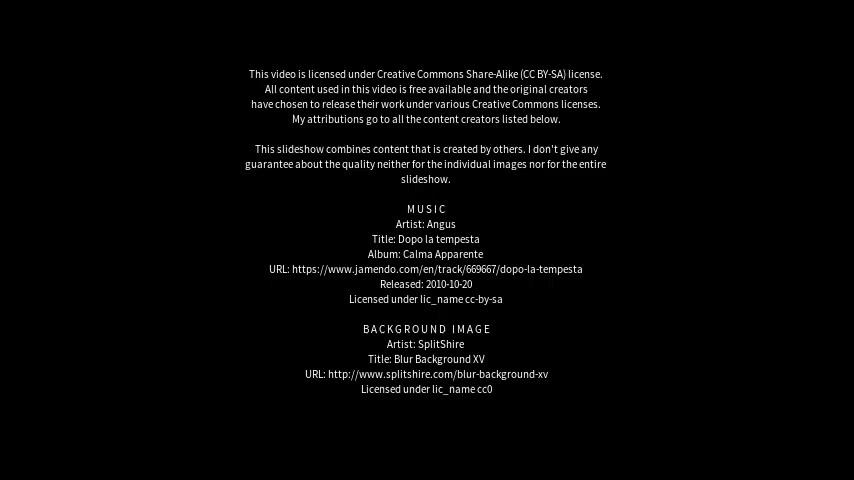 This video is licensed under Creative Commons Share-Alike (CC BY-SA) license.
All content used in this video is free available and the original creators
have chosen to release their work under various Creative Commons licenses.
My attributions go to all the content creators listed below.
This slideshow combines content that is created by others. I don't give any
guarantee about the quality neither for the individual images nor for the entire
slideshow.
MUSIC
Artist: Angus
Title: Dopo la tempesta
Album: Calma Apparente
URL: https://www.jamendo.com/en/track/669667/dopo-la-tempesta
Released: 2010-10-20
Licensed under lic_name cc-by-sa
BACKGROUND IMAGE
Artist: SplitShire
Title: Blur Background XV
URL: http://www.splitshire.com/blur-background-xv
Licensed under lic_name cc0